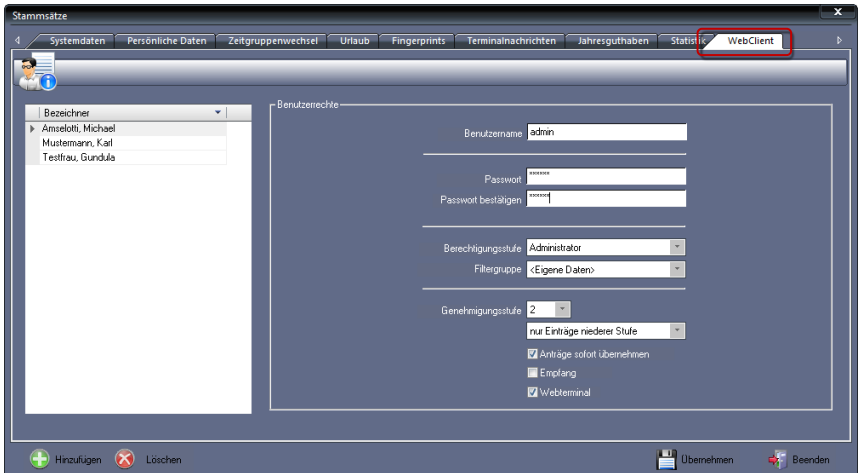 Stammsätze
x
Systemdaten Persönliche Daten Zeitgruppenwechsel Urlaub Fingerprints Terminalnachrichten Jahresguthaben Statistik WebClient
Bezeichner
Amselotti, Michael
Mustermann, Karl
Testfrau, Gundula
Benutzerrechte
Benutzername admin
Passwort ******
Passwort bestätigen ******
Berechtigungsstufe Administrator
Filtergruppe <Eigene Daten>
Genehmigungsstufe 2
nur Einträge niederer Stufe
Anträge sofort übernehmen
Empfang
Webterminal
Hinzufügen Löschen Übernehmen Beenden